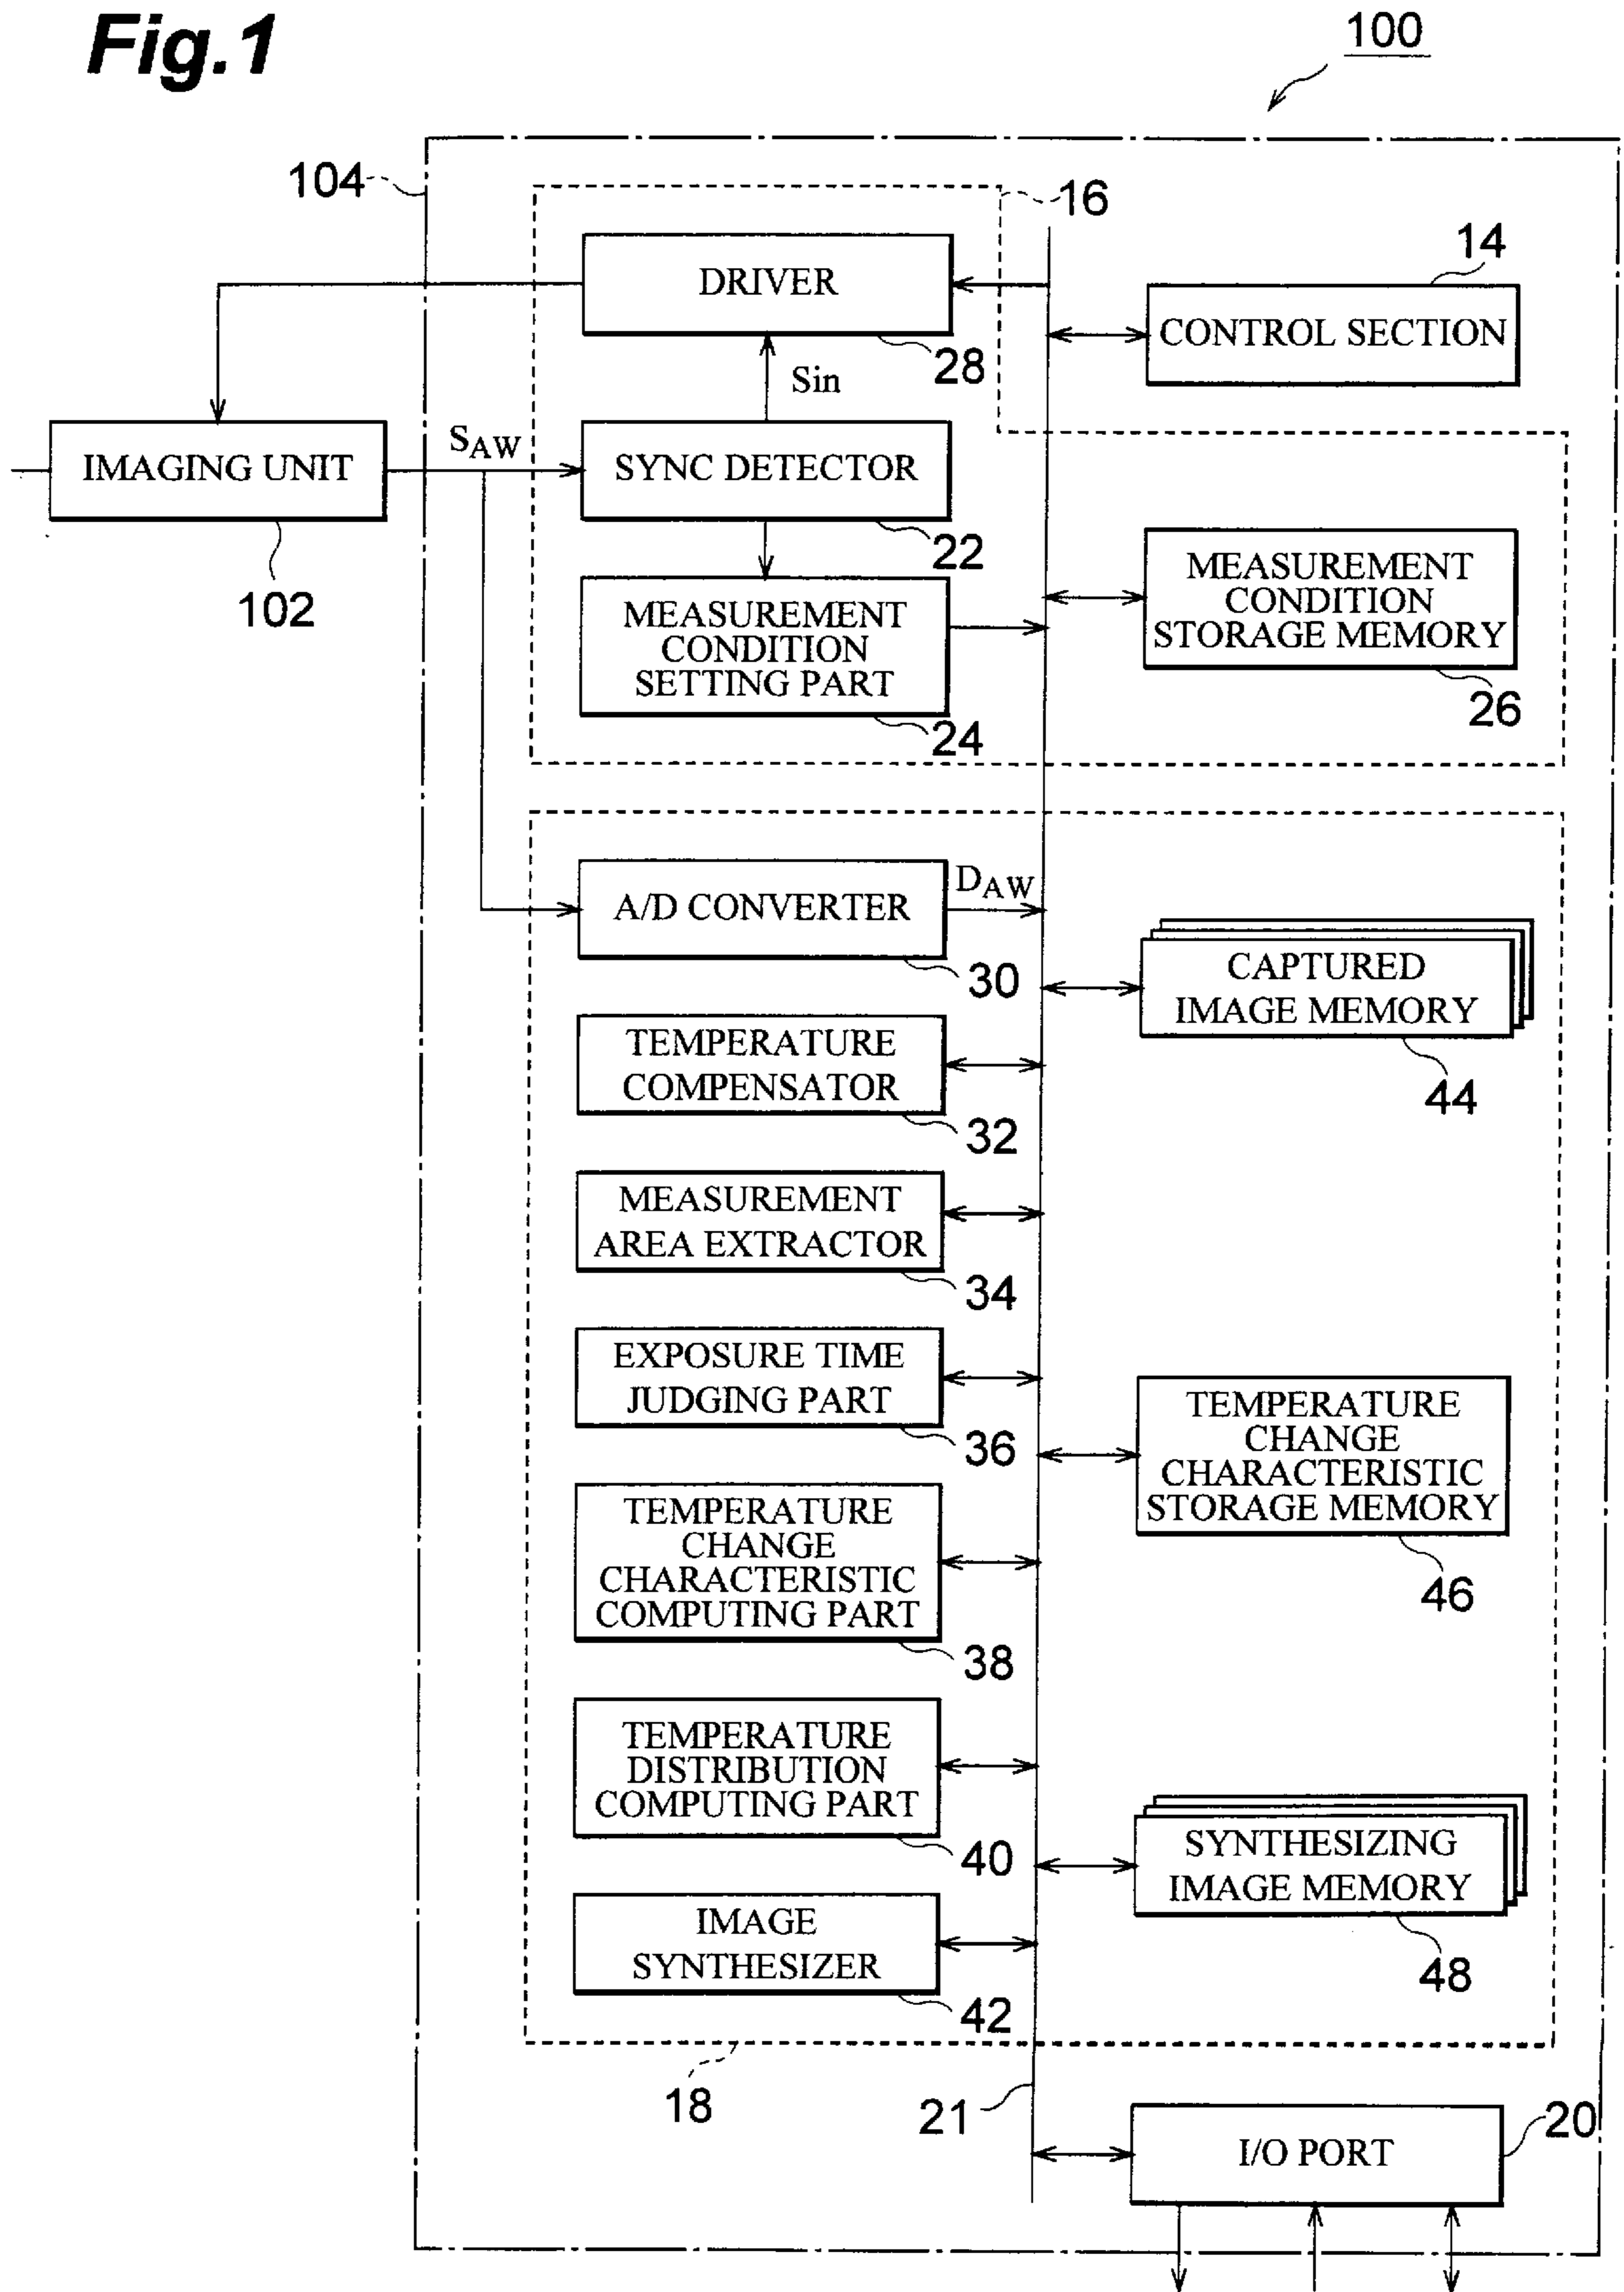 Fig.1
100
104
16
14
DRIVER
CONTROL SECTION
28
Sin
IMAGING UNIT
SAW
SYNC DETECTOR
22
102
MEASUREMENT
CONDITION
SETTING PART
24
MEASUREMENT
CONDITION
STORAGE MEMORY
26
A/D CONVERTER
DAW
30
CAPTURED
IMAGE MEMORY
44
TEMPERATURE
COMPENSATOR
32
MEASUREMENT
AREA EXTRACTOR
34
EXPOSURE TIME
JUDGING PART
36
TEMPERATURE
CHANGE
CHARACTERISTIC
STORAGE MEMORY
46
TEMPERATURE
CHANGE
CHARACTERISTIC
COMPUTING PART
38
TEMPERATURE
DISTRIBUTION
COMPUTING PART
40
SYNTHESIZING
IMAGE MEMORY
48
IMAGE
SYNTHESIZER
42
18
21
I/O PORT
20